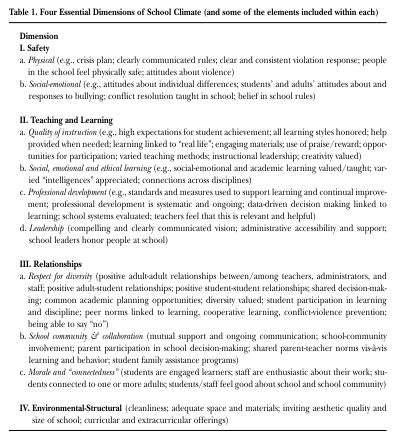 Table 1. Four Essential Dimensions of School Climate (and some of the elements included within each)
Dimension
I. Safety
a. Physical (e.g., crisis plan; clearly communicated rules; clear and consistent violation response; people
in the school feel physically safe; attitudes about violence)
b. Social-emotional (e.g., attitudes about individual differences; students' and adults' attitudes about and
responses to bullying; conflict resolution taught in school; belief in school rules)
II. Teaching and Learning
a. Quality of instruction (e.g., high expectations for student achievement; all learning styles honored; help
provided when needed; learning linked to "real life"; engaging materials; use of praise/reward; oppor-
tunities for participation; varied teaching methods; instructional leadership; creativity valued)
b. Social, emotional and ethical learning (e.g., social-emotional and academic learning valued/taught; var-
ied "intelligences" appreciated; connections across disciplines)
c. Professional development (e.g., standards and measures used to support learning and continual improve-
ment; professional development is systematic and ongoing; data-driven decision making linked to
learning; school systems evaluated; teachers feel that this is relevant and helpful)
d. Leadership (compelling and clearly communicated vision; administrative accessibility and support;
school leaders honor people at school)
III. Relationships
a. Respect for diversity (positive adult-adult relationships between/among teachers, administrators, and
staff; positive adult-student relationships; positive student-student relationships; shared decision-mak-
ing; common academic planning opportunities; diversity valued; student participation in learning
and discipline; peer norms linked to learning, cooperative learning, conflict-violence prevention;
being able to say "no")
b. School community & collaboration (mutual support and ongoing communication; school-community
involvement; parent participation in school decision-making; shared parent-teacher norms vis-à-vis
learning and behavior; student family assistance programs)
c. Morale and "connectedness" (students are engaged learners; staff are enthusiastic about their work; stu-
dents connected to one or more adults; students/staff feel good about school and school community)
IV. Environmental-Structural (cleanliness; adequate space and materials; inviting aesthetic quality and
size of school; curricular and extracurricular offerings)